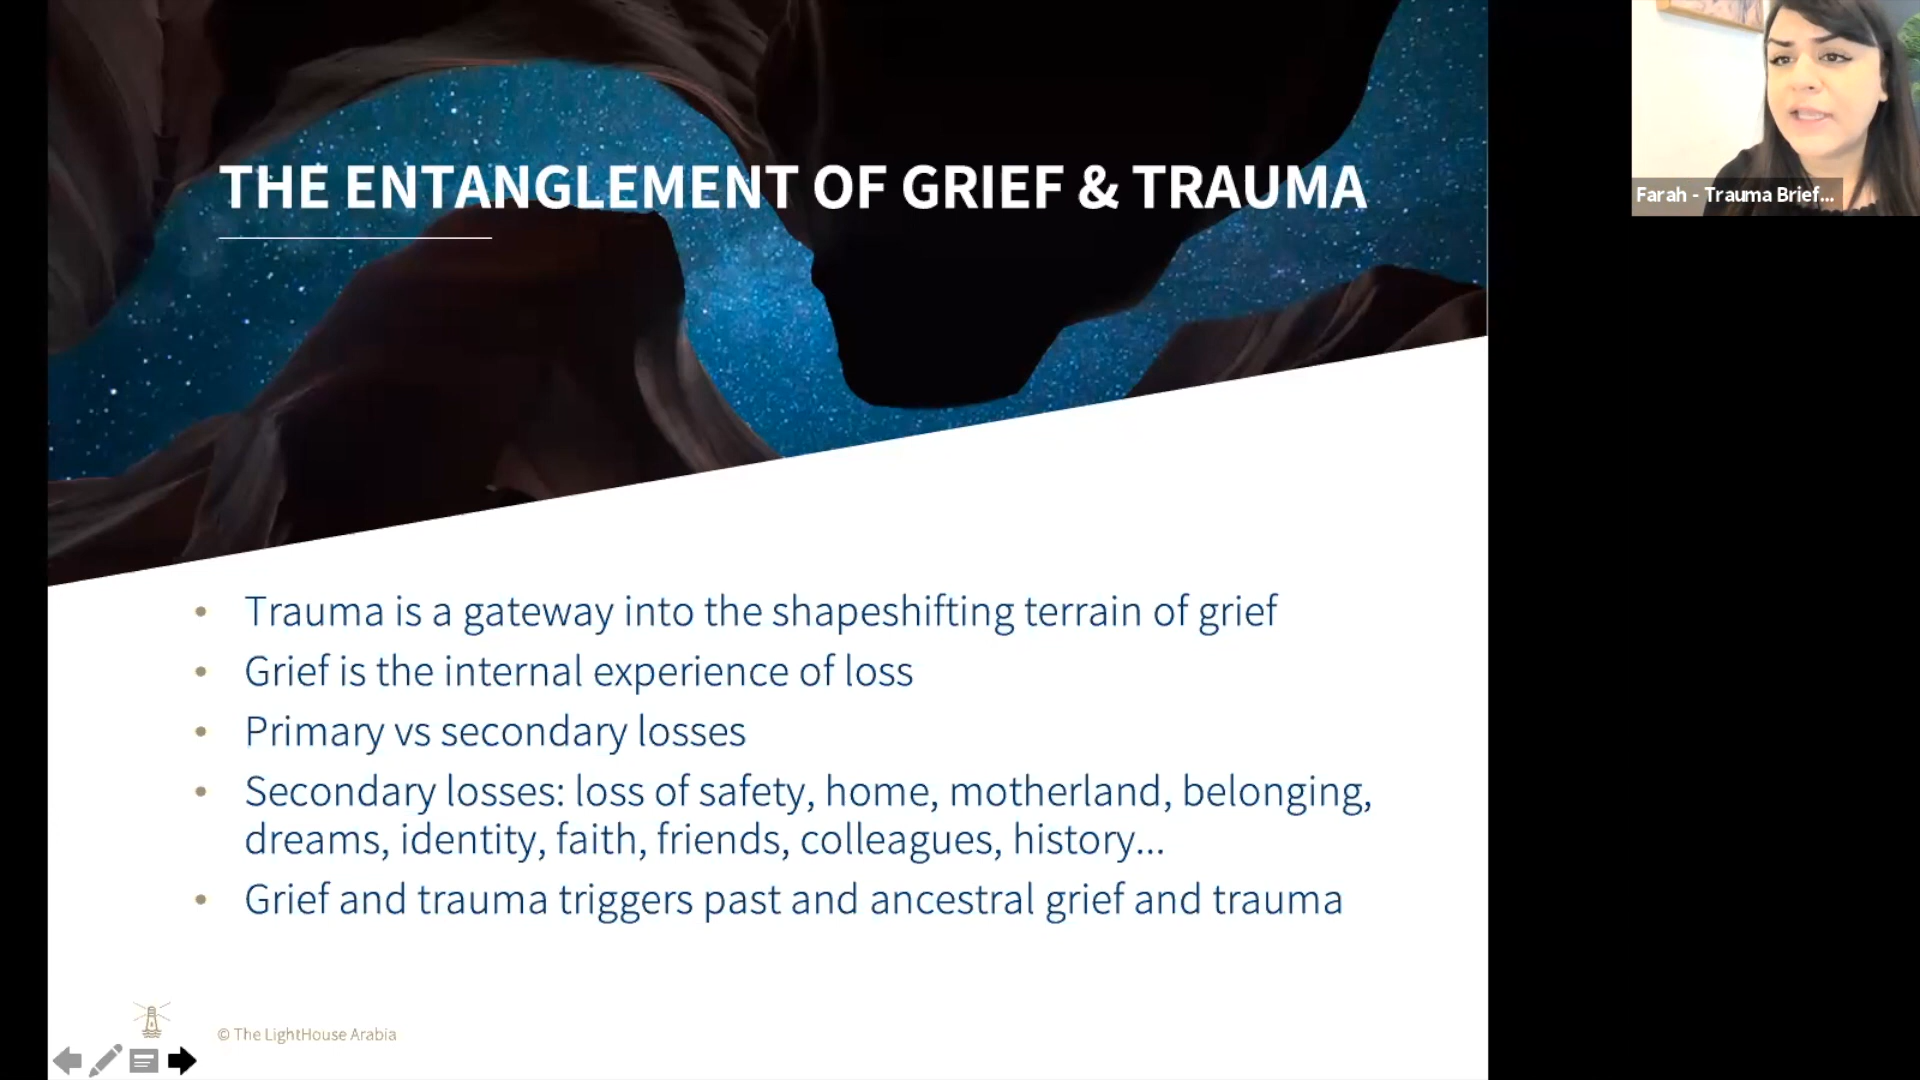 THE ENTANGLEMENT OF GRIEF & TRAUMA
Farah - Trauma Brief...
• Trauma is a gateway into the shapeshifting terrain of grief
• Grief is the internal experience of loss
• Primary vs secondary losses
• Secondary losses: loss of safety, home, motherland, belonging,
dreams, identity, faith, friends, colleagues, history...
• Grief and trauma triggers past and ancestral grief and trauma
© The LightHouse Arabia